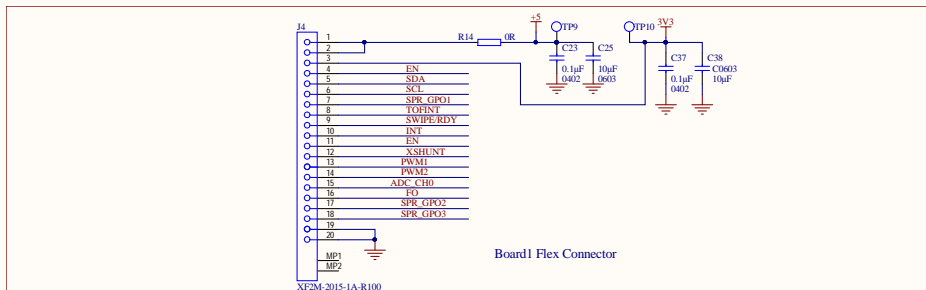 J4
+5
TP9
TP10
3V3
1
R14
0R
2
3
C23
C25
C37
C38
4
EN
0.1µF
10µF
0.1µF
C0603
5
SDA
0402
0603
0402
10µF
6
SCL
7
SPR_GPO1
8
TOFINT
9
SWIPE/RDY
10
INT
11
EN
12
XSHUNT
13
PWM1
14
PWM2
15
ADC_CH0
16
FO
17
SPR_GPO2
18
SPR_GPO3
19
20
Board1 Flex Connector
MP1
MP2
XF2M-2015-1A-R100